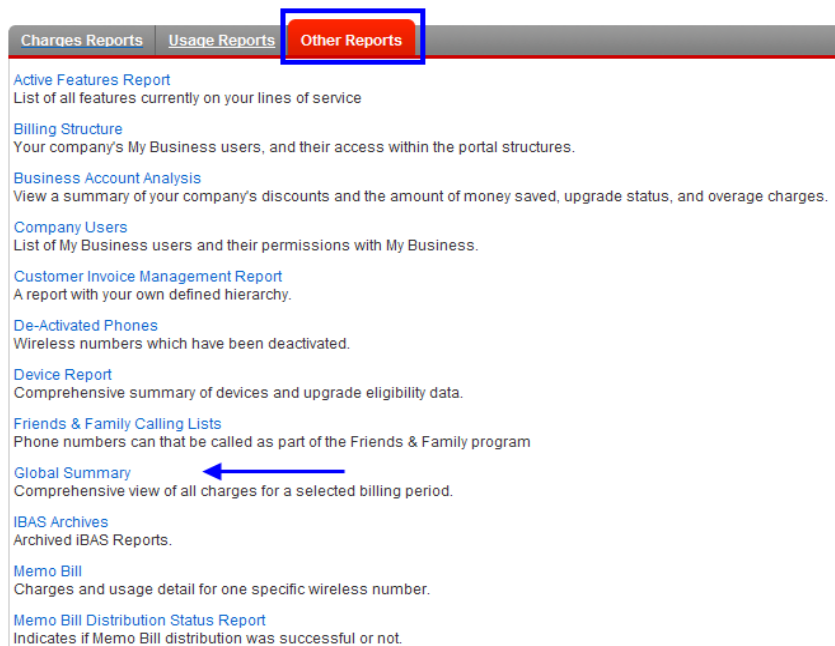 Charges Reports Usage Reports Other Reports
Active Features Report
List of all features currently on your lines of service
Billing Structure
Your company's My Business users, and their access within the portal structures.
Business Account Analysis
View a summary of your company's discounts and the amount of money saved, upgrade status, and overage charges.
Company Users
List of My Business users and their permissions with My Business.
Customer Invoice Management Report
A report with your own defined hierarchy.
De-Activated Phones
Wireless numbers which have been deactivated.
Device Report
Comprehensive summary of devices and upgrade eligibility data.
Friends & Family Calling Lists
Phone numbers can that be called as part of the Friends & Family program
Global Summary
Comprehensive view of all charges for a selected billing period.
IBAS Archives
Archived iBAS Reports.
Memo Bill
Charges and usage detail for one specific wireless number.
Memo Bill Distribution Status Report
Indicates if Memo Bill distribution was successful or not.